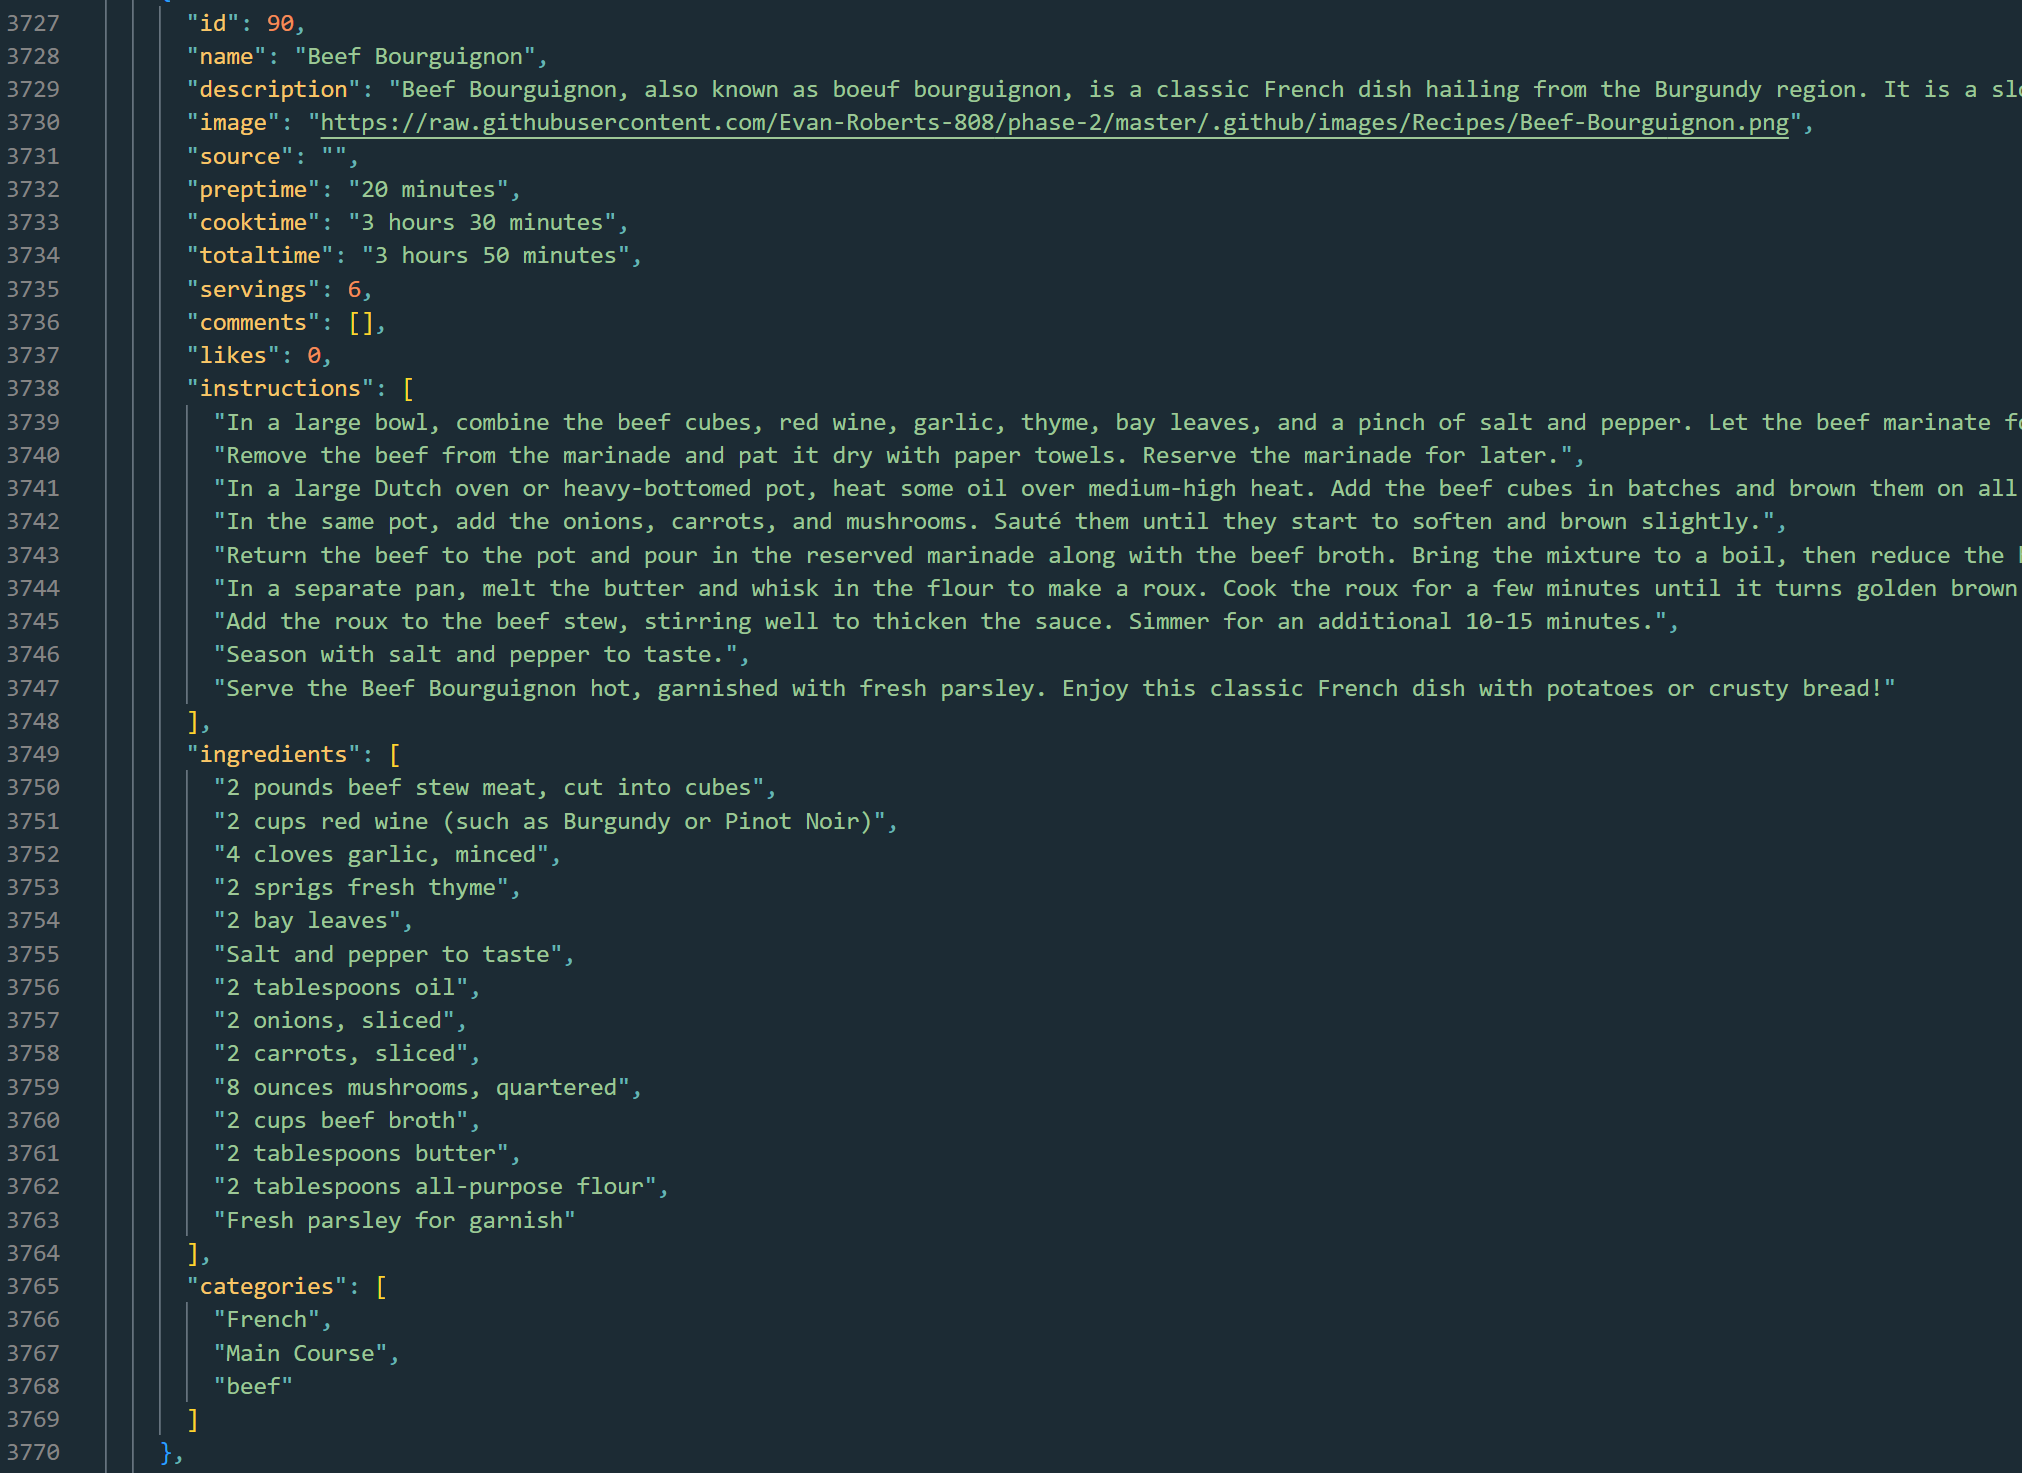 3727 "id": 90,
3728 "name": "Beef Bourguignon",
3729 "description": "Beef Bourguignon, also known as boeuf bourguignon, is a classic French dish hailing from the Burgundy region. It is a
3730 "image": "https://raw.githubusercontent.com/Evan-Roberts-808/phase-2/master/.github/images/Recipes/Beef-Bourguignon.png",
3731 "source": "",
3732 "preptime": "20 minutes",
3733 "cooktime": "3 hours 30 minutes",
3734 "totaltime": "3 hours 50 minutes",
3735 "servings": 6,
3736 "comments": [],
3737 "likes": 0,
3738 "instructions": [
3739 "In a large bowl, combine the beef cubes, red wine, garlic, thyme, bay leaves, and a pinch of salt and pepper. Let the beef marinate
3740 "Remove the beef from the marinade and pat it dry with paper towels. Reserve the marinade for later.",
3741 "In a large Dutch oven or heavy-bottomed pot, heat some oil over medium-high heat. Add the beef cubes in batches and brown them on all
3742 "In the same pot, add the onions, carrots, and mushrooms. Sauté them until they start to soften and brown slightly.",
3743 "Return the beef to the pot and pour in the reserved marinade along with the beef broth. Bring the mixture to a boil, then reduce the
3744 "In a separate pan, melt the butter and whisk in the flour to make a roux. Cook the roux for a few minutes until it turns golden brown
3745 "Add the roux to the beef stew, stirring well to thicken the sauce. Simmer for an additional 10-15 minutes.",
3746 "Season with salt and pepper to taste.",
3747 "Serve the Beef Bourguignon hot, garnished with fresh parsley. Enjoy this classic French dish with potatoes or crusty bread!"
3748 ],
3749 "ingredients": [
3750 "2 pounds beef stew meat, cut into cubes",
3751 "2 cups red wine (such as Burgundy or Pinot Noir)",
3752 "4 cloves garlic, minced",
3753 "2 sprigs fresh thyme",
3754 "2 bay leaves",
3755 "Salt and pepper to taste",
3756 "2 tablespoons oil",
3757 "2 onions, sliced",
3758 "2 carrots, sliced",
3759 "8 ounces mushrooms, quartered",
3760 "2 cups beef broth",
3761 "2 tablespoons butter",
3762 "2 tablespoons all-purpose flour",
3763 "Fresh parsley for garnish"
3764 ],
3765 "categories": [
3766 "French",
3767 "Main Course",
3768 "beef"
3769 ]
3770 },